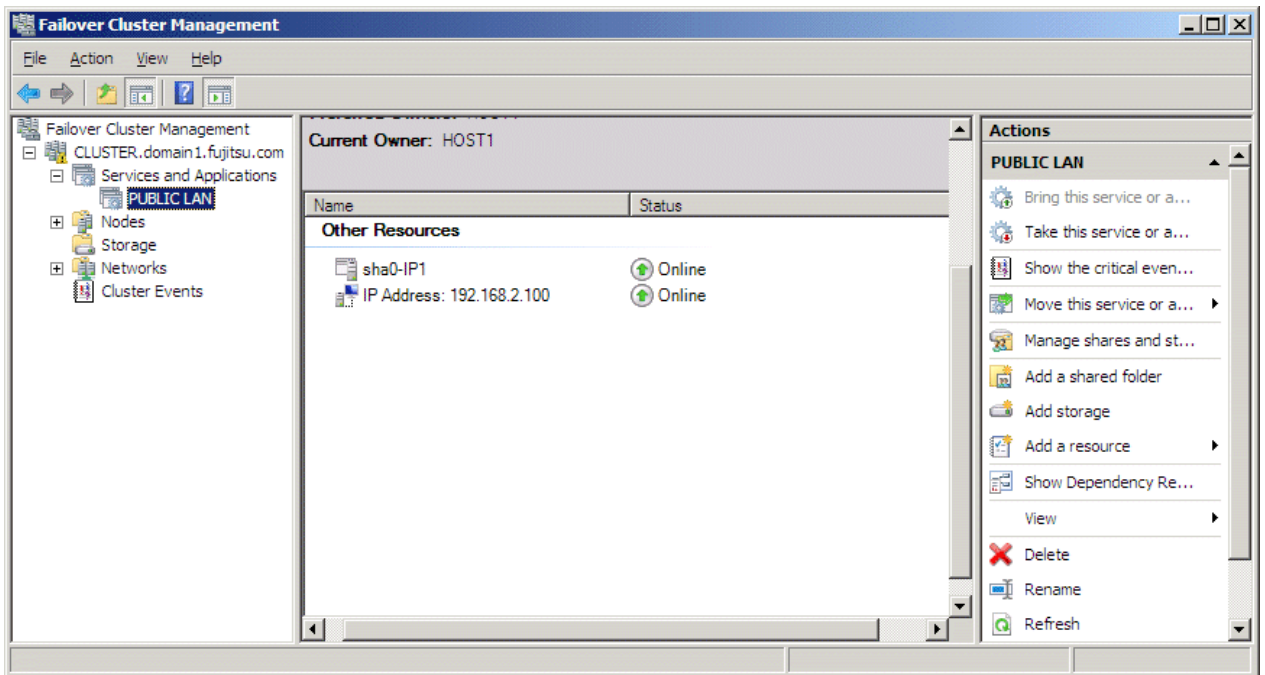 Failover Cluster Management
File Action View Help
Failover Cluster Management
CLUSTER.domain1.fujitsu.com
Services and Applications
PUBLIC LAN
Nodes
Storage
Networks
Cluster Events
Current Owner: HOST1
Name Status
Other Resources
sha0-IP1 Online
IP Address: 192.168.2.100 Online
Actions
PUBLIC LAN
Bring this service or a...
Take this service or a...
Show the critical even...
Move this service or a...
Manage shares and st...
Add a shared folder
Add storage
Add a resource
Show Dependency Re...
View
Delete
Rename
Refresh